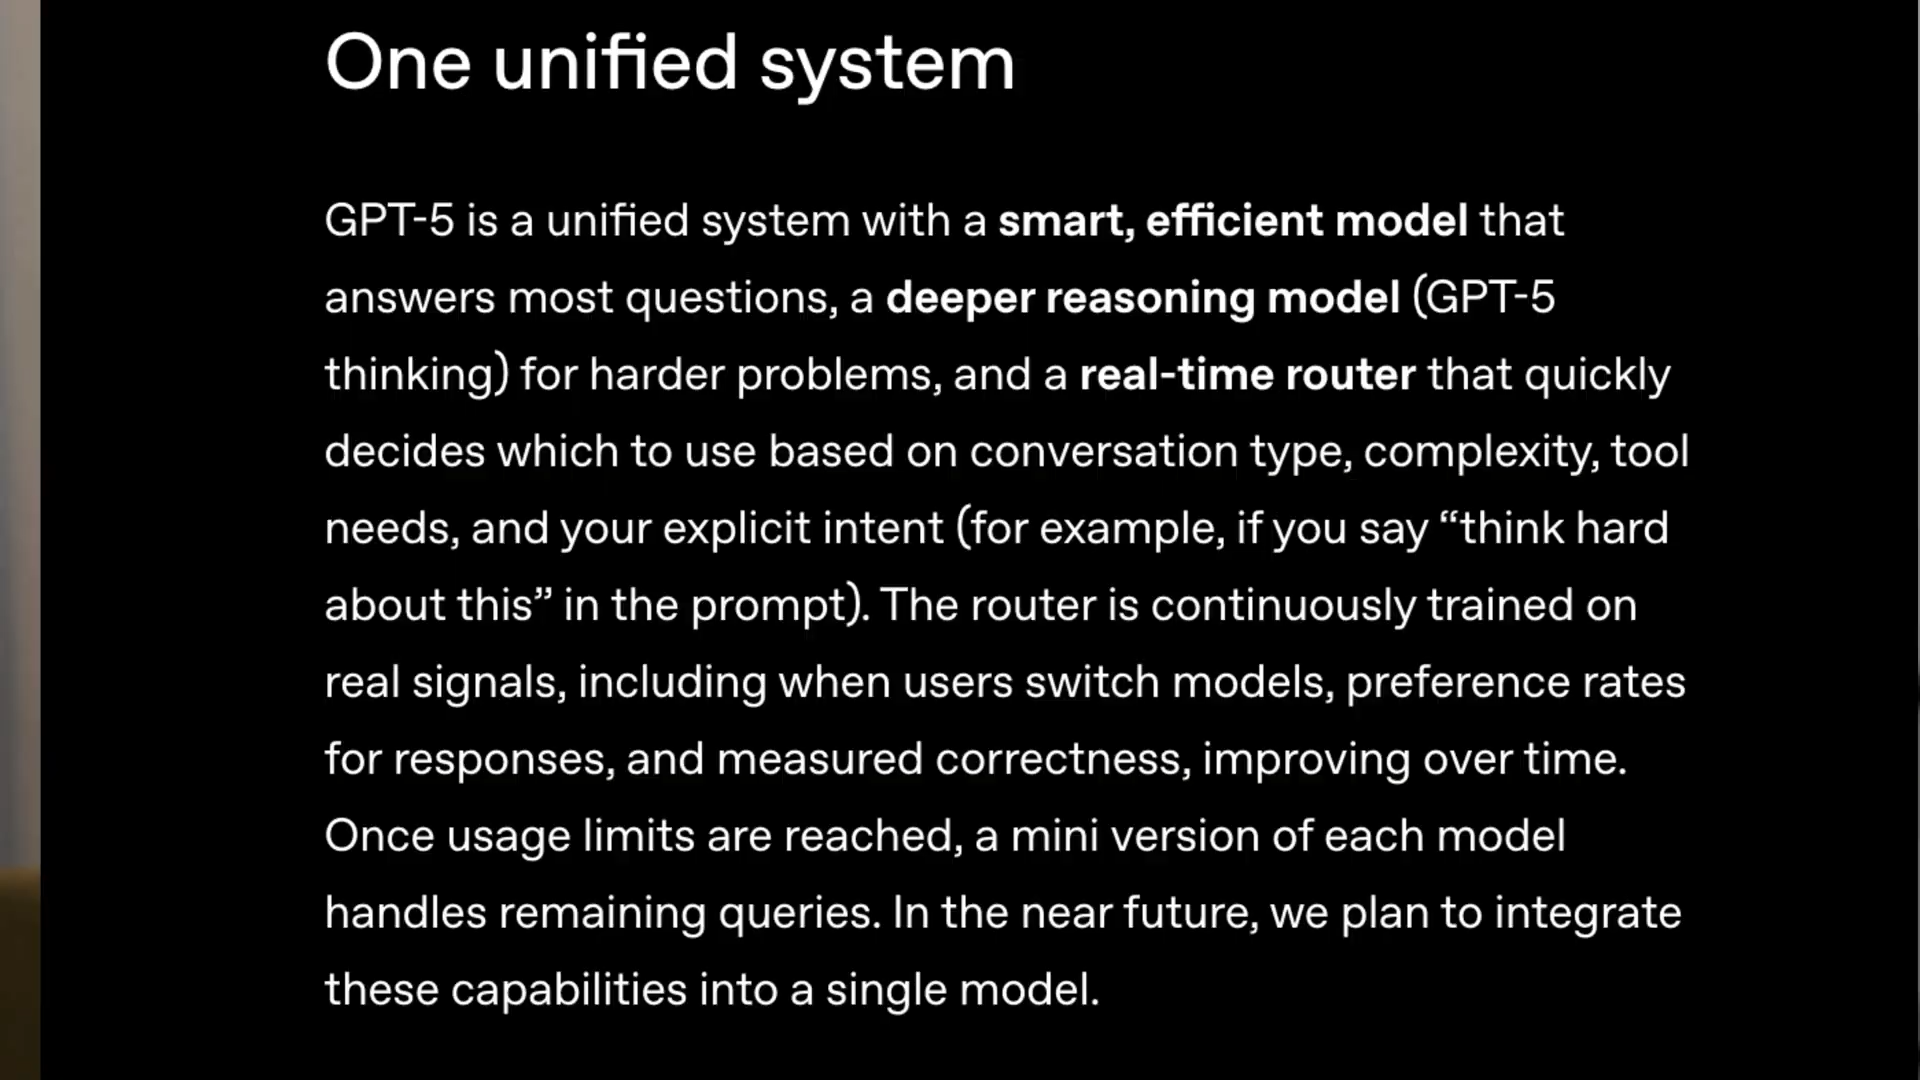 One unified system
GPT-5 is a unified system with a smart, efficient model that
answers most questions, a deeper reasoning model (GPT-5
thinking) for harder problems, and a real-time router that quickly
decides which to use based on conversation type, complexity, tool
needs, and your explicit intent (for example, if you say “think hard
about this” in the prompt). The router is continuously trained on
real signals, including when users switch models, preference rates
for responses, and measured correctness, improving over time.
Once usage limits are reached, a mini version of each model
handles remaining queries. In the near future, we plan to integrate
these capabilities into a single model.